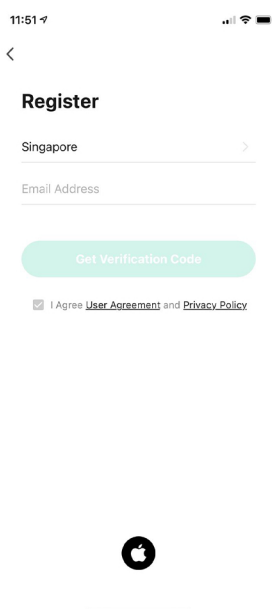 11:51
Register
Singapore
Email Address
Get Verification Code
I Agree User Agreement and Privacy Policy